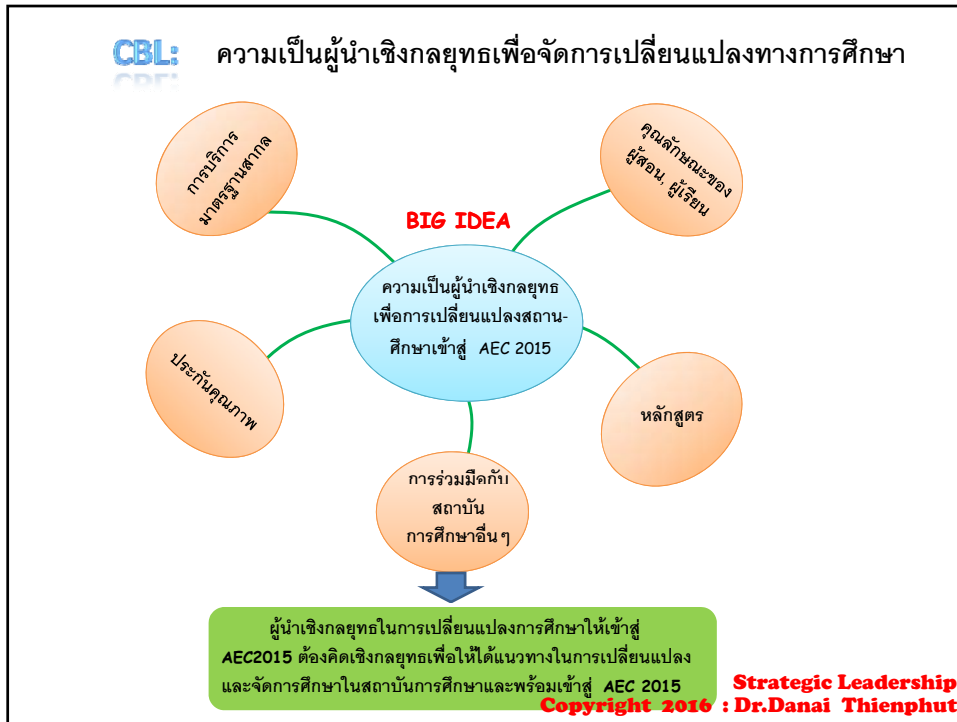 CBL: ความเป็นผู้นำเชิงกลยุทธเพื่อจัดการเปลี่ยนแปลงทางการศึกษา
การบริการ
มาตรฐานสากล
คุณลักษณะของ
ผู้สอน, ผู้เรียน
BIG IDEA
ความเป็นผู้นำเชิงกลยุทธ
เพื่อการเปลี่ยนแปลงสถาน-
ศึกษาเข้าสู่ AEC 2015
ประกันคุณภาพ
หลักสูตร
การร่วมมือกับ
สถาบัน
การศึกษาอื่นๆ
ผู้นำเชิงกลยุทธในการเปลี่ยนแปลงการศึกษาให้เข้าสู่
AEC2015 ต้องคิดเชิงกลยุทธเพื่อให้ได้แนวทางในการเปลี่ยนแปลง
และจัดการศึกษาในสถาบันการศึกษาและพร้อมเข้าสู่ AEC 2015
Strategic Leadership
Copyright 2016 : Dr.Danai Thienphut